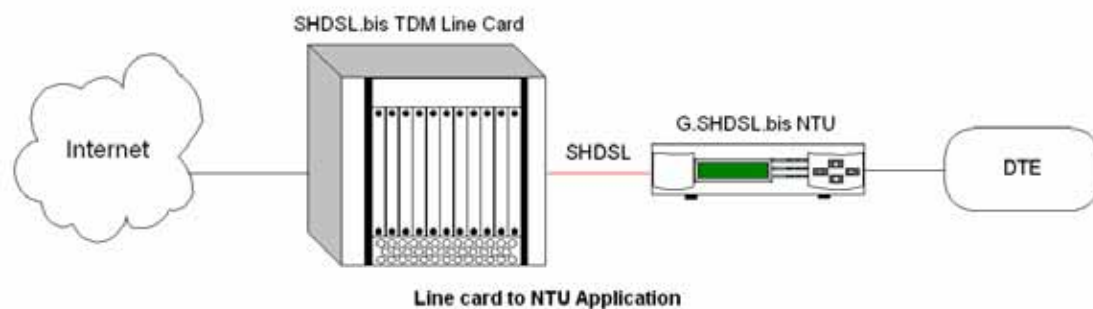 SHDSL.bis TDM Line Card
Internet
SHDSL
G.SHDSL.bis NTU
DTE
Line card to NTU Application